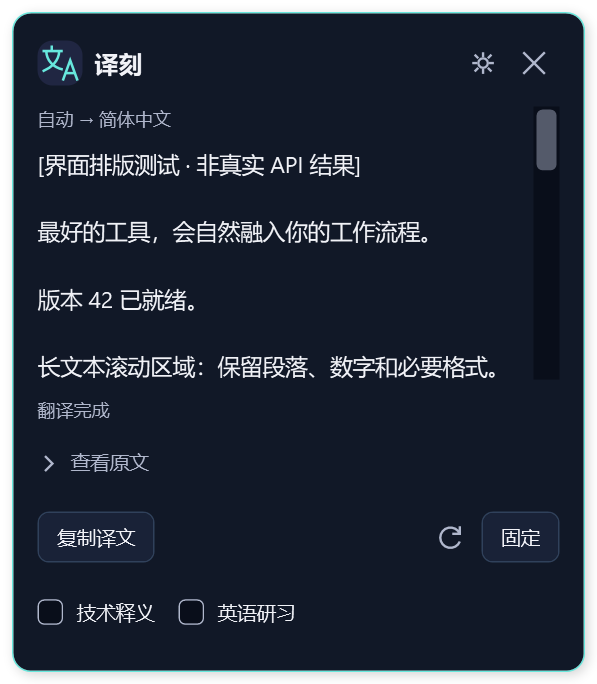 译刻
自动 → 简体中文
[界面排版测试 · 非真实 API 结果]
最好的工具，会自然融入你的工作流程。
版本 42 已就绪。
长文本滚动区域：保留段落、数字和必要格式。
翻译完成
查看原文
复制译文
固定
技术释义 英语研习